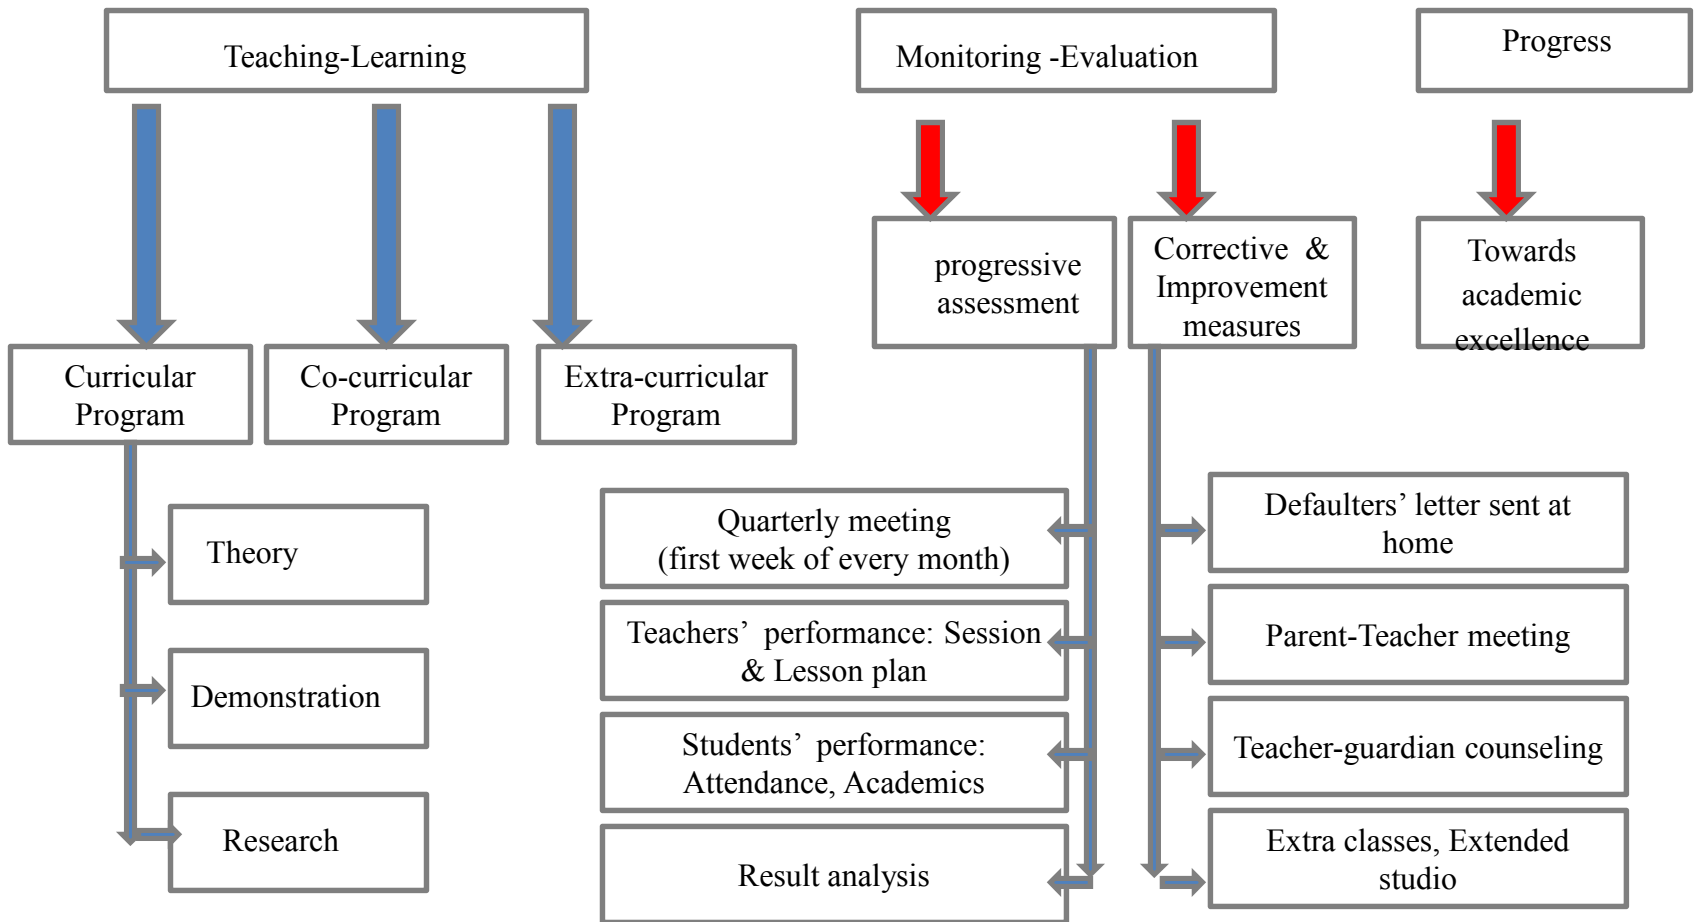 Teaching-Learning
Monitoring -Evaluation
Progress
Curricular
Program
Co-curricular
Program
Extra-curricular
Program
progressive
assessment
Corrective & 
Improvement
measures
Towards
academic
excellence
Theory
Demonstration
Research
Quarterly meeting
(first week of every month)
Teachers’ performance: Session
& Lesson plan
Students’ performance:
Attendance, Academics
Result analysis
Defaulters’ letter sent at
home
Parent-Teacher meeting
Teacher-guardian counseling
Extra classes, Extended
studio